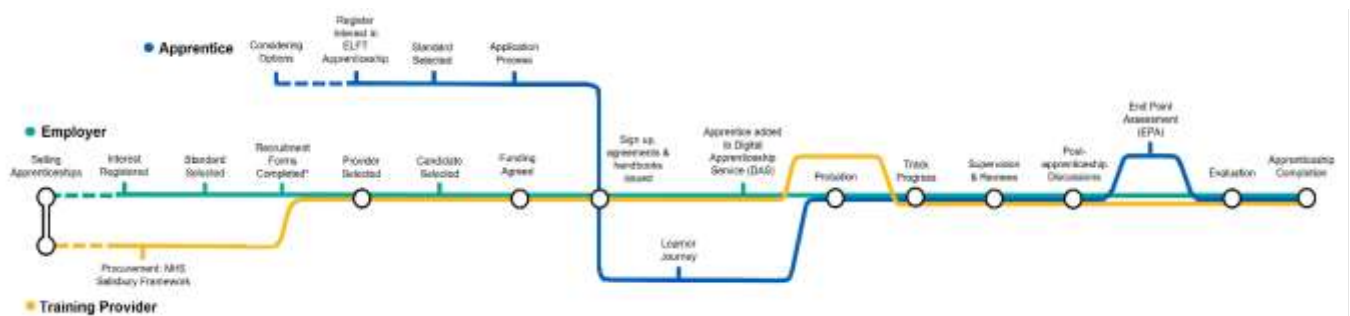 Apprentice
Considering
Options
Register
Interest in
ELFT
Apprenticeship
Standard
Selected
Application
Process
Employer
Selling
Apprenticeships
Interest
Registered
Standard
Selected
Recruitment
Forms
Completed*
Provider
Selected
Candidate
Selected
Funding
Agreed
Sign up,
agreements &
handbooks
issued
Apprentice added
to Digital
Apprenticeship
Service (DAS)
Probation
Track
Progress
Supervision
& Reviews
Post-
apprenticeship
Discussions
End Point
Assessment
(EPA)
Evaluation
Apprenticeship
Completion
Learner
Journey
Procurement: NHS
Salisbury Framework
Training Provider